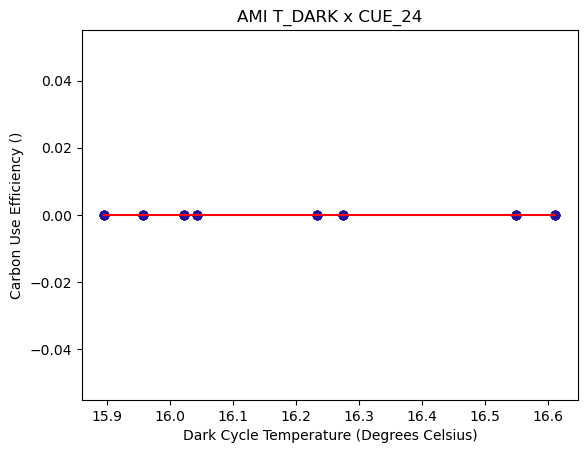 AMI T_DARK x CUE_24
Carbon Use Efficiency ()
0.04
0.02
0.00
−0.02
−0.04
15.9 16.0 16.1 16.2 16.3 16.4 16.5 16.6
Dark Cycle Temperature (Degrees Celsius)